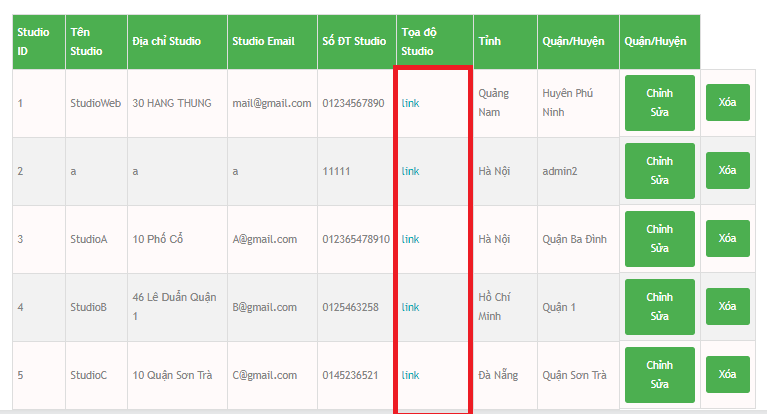 Studio ID Tên Studio Địa chỉ Studio Studio Email Số ĐT Studio Tọa độ Studio Tỉnh Quận/Huyện Quận/Huyện
1 StudioWeb 30 HANG THUNG mail@gmail.com 01234567890 link Quảng Nam Huyện Phú Ninh Chỉnh Sửa Xóa
2 a a a 11111 link Hà Nội admin2 Chỉnh Sửa Xóa
3 StudioA 10 Phố Cổ A@gmail.com 012365478910 link Hà Nội Quận Ba Đình Chỉnh Sửa Xóa
4 StudioB 46 Lê Duẩn Quận 1 B@gmail.com 0125463258 link Hồ Chí Minh Quận 1 Chỉnh Sửa Xóa
5 StudioC 10 Quận Sơn Trà C@gmail.com 0145236521 link Đà Nẵng Quận Sơn Trà Chỉnh Sửa Xóa